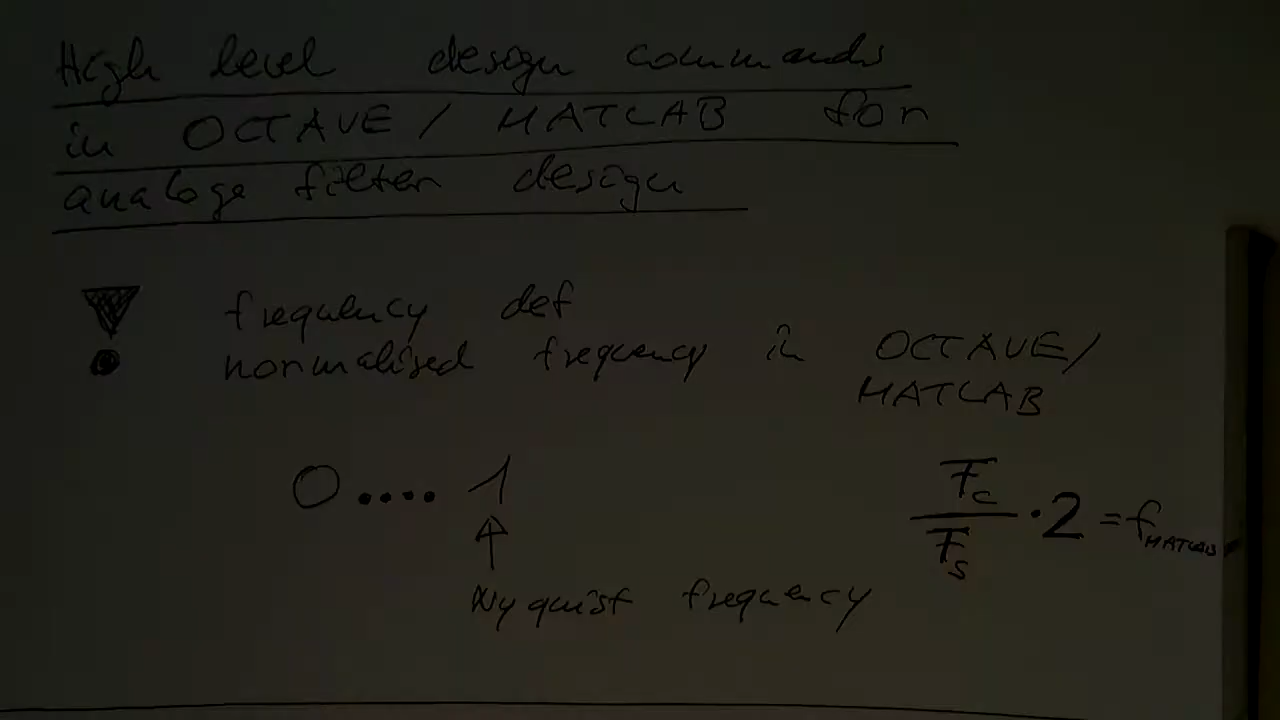 High level design commands
in OCTAVE / MATLAB for
analoge filter design
frequency def
normalised frequency in OCTAVE/
MATLAB
0 .... 1
Nyquist frequency
Fc
Fs
· 2 = fMATLAB